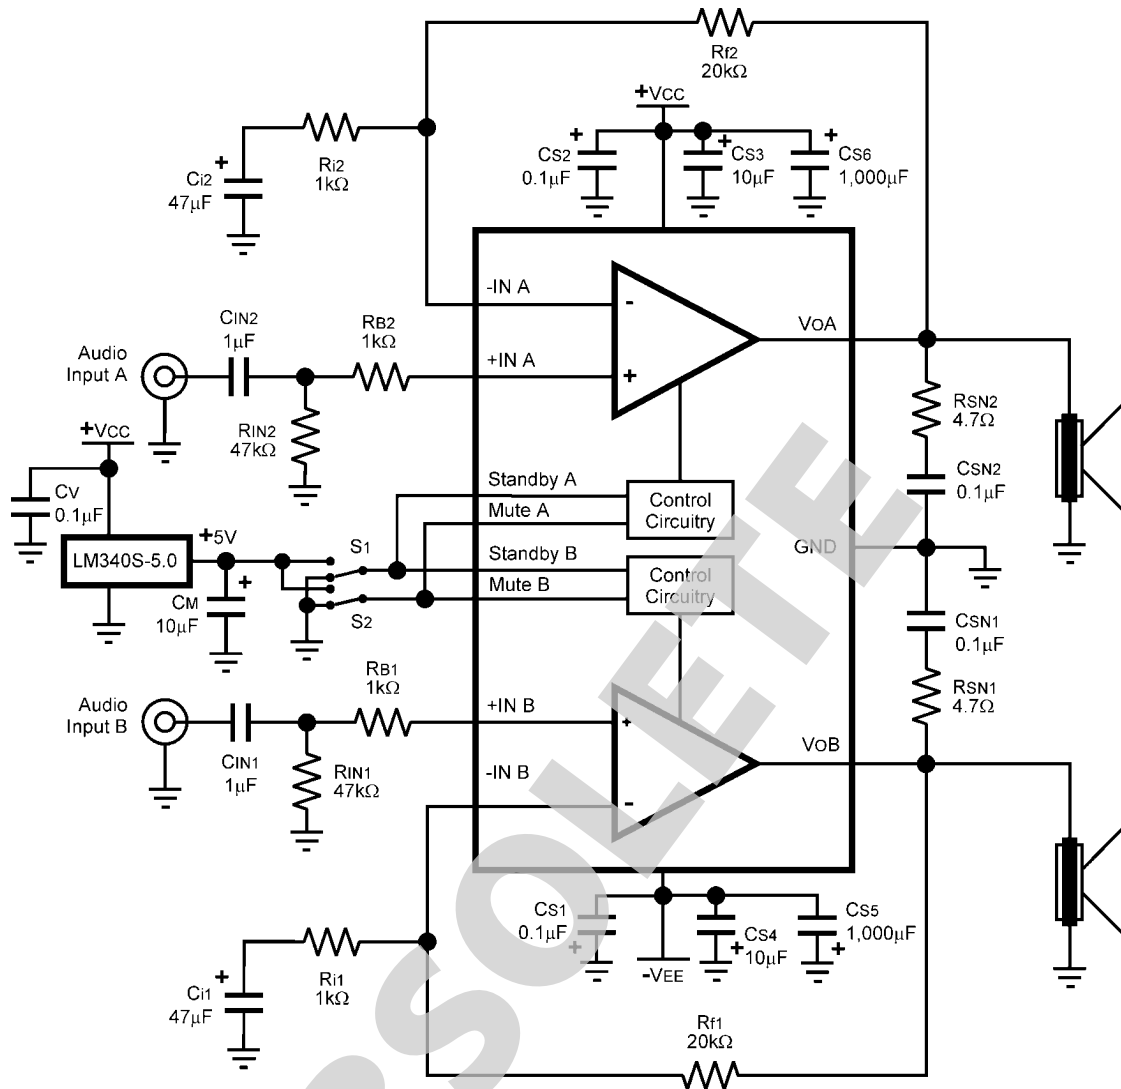 Rf2
20kΩ
+VCC
Ri2
1kΩ
Ci2
47µF
CS2
0.1µF
+
CS3
10µF
+
CS6
1,000µF
+
+
-IN A
-
CIN2
1µF
RB2
1kΩ
VOA
Audio
Input A
+IN A
+
RIN2
47kΩ
RSN2
4.7Ω
+VCC
CV
0.1µF
Standby A
Mute A
Control
Circuitry
CSN2
0.1µF
+5V
LM340S-5.0
S1
Standby B
Mute B
Control
Circuitry
GND
+
CM
10µF
S2
CSN1
0.1µF
RB1
1kΩ
RSN1
4.7Ω
Audio
Input B
+IN B
+
VOB
CIN1
1µF
RIN1
47kΩ
-IN B
-
CS1
0.1µF
+
CS4
10µF
+
CS5
1,000µF
+
-VEE
+
Ri1
1kΩ
Ci1
47µF
Rf1
20kΩ
OBSOLETE